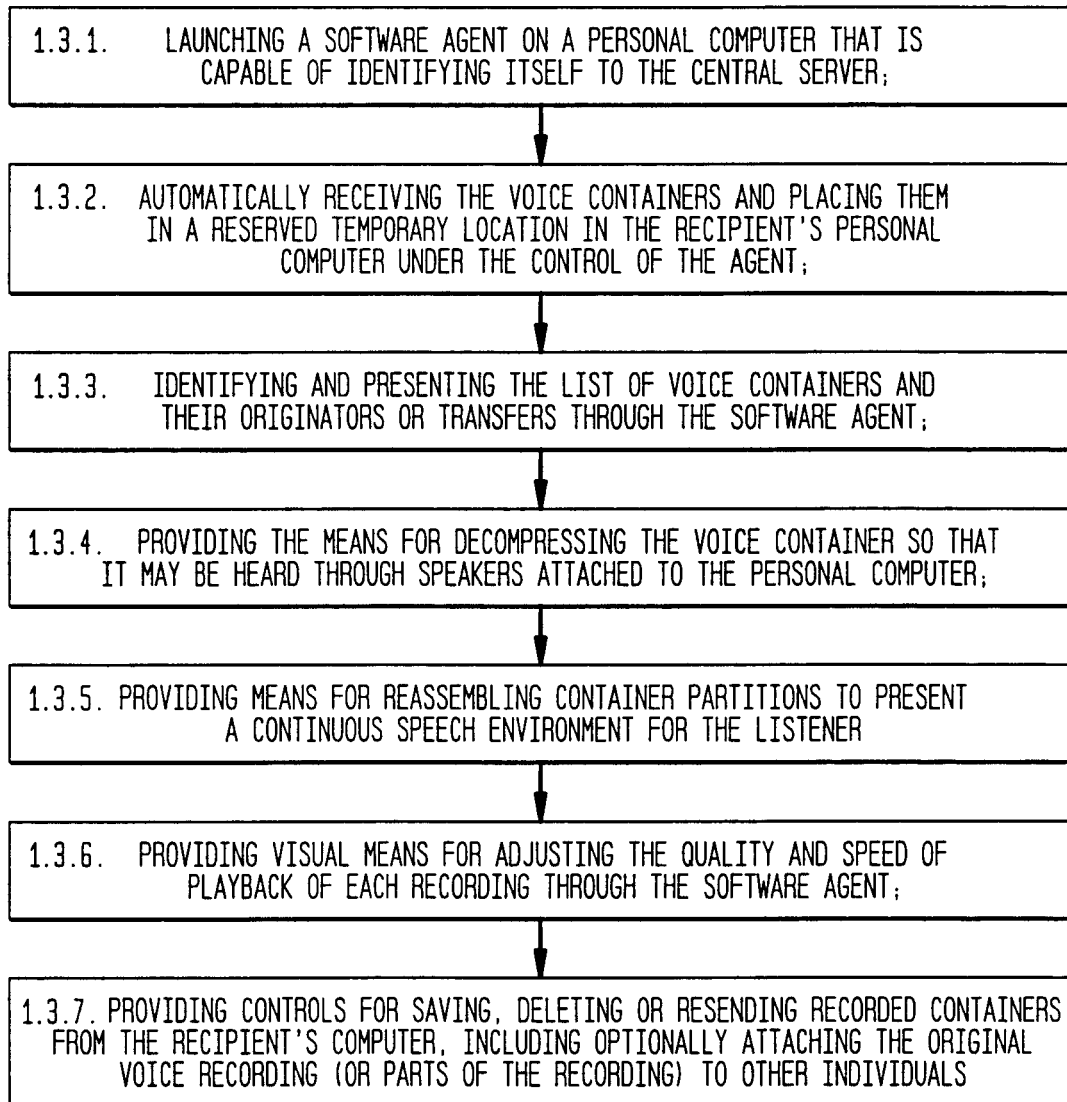 1.3.1. LAUNCHING A SOFTWARE AGENT ON A PERSONAL COMPUTER THAT IS
CAPABLE OF IDENTIFYING ITSELF TO THE CENTRAL SERVER;
1.3.2. AUTOMATICALLY RECEIVING THE VOICE CONTAINERS AND PLACING THEM
IN A RESERVED TEMPORARY LOCATION IN THE RECIPIENT'S PERSONAL
COMPUTER UNDER THE CONTROL OF THE AGENT;
1.3.3. IDENTIFYING AND PRESENTING THE LIST OF VOICE CONTAINERS AND
THEIR ORIGINATORS OR TRANSFERS THROUGH THE SOFTWARE AGENT;
1.3.4. PROVIDING THE MEANS FOR DECOMPRESSING THE VOICE CONTAINER SO THAT
IT MAY BE HEARD THROUGH SPEAKERS ATTACHED TO THE PERSONAL COMPUTER;
1.3.5. PROVIDING MEANS FOR REASSEMBLING CONTAINER PARTITIONS TO PRESENT
A CONTINUOUS SPEECH ENVIRONMENT FOR THE LISTENER
1.3.6. PROVIDING VISUAL MEANS FOR ADJUSTING THE QUALITY AND SPEED OF
PLAYBACK OF EACH RECORDING THROUGH THE SOFTWARE AGENT;
1.3.7. PROVIDING CONTROLS FOR SAVING, DELETING OR RESENDING RECORDED CONTAINERS
FROM THE RECIPIENT'S COMPUTER, INCLUDING OPTIONALLY ATTACHING THE ORIGINAL
VOICE RECORDING (OR PARTS OF THE RECORDING) TO OTHER INDIVIDUALS